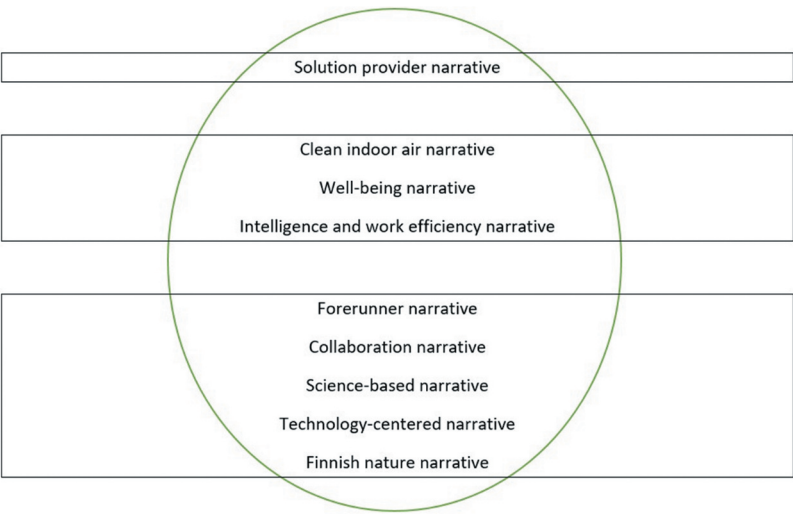 Solution provider narrative
Clean indoor air narrative
Well-being narrative
Intelligence and work efficiency narrative
Forerunner narrative
Collaboration narrative
Science-based narrative
Technology-centered narrative
Finnish nature narrative